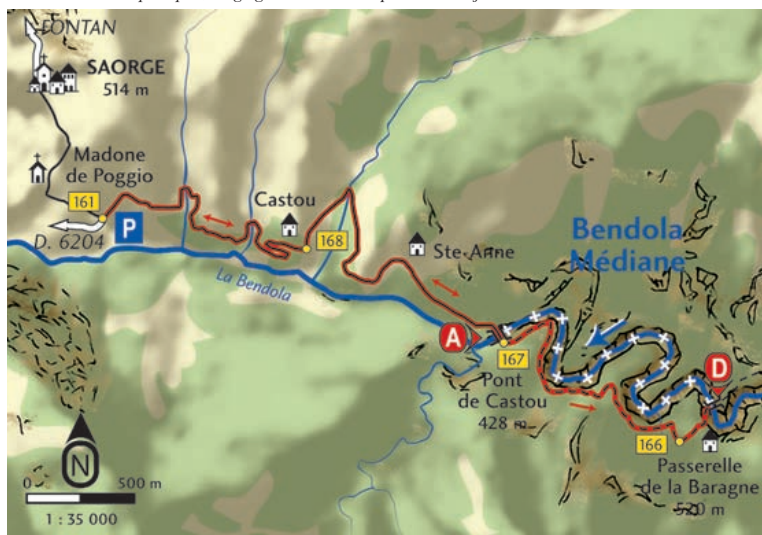 FONTAN
SAORGE
514 m
Madone
de Poggio
161
P
D. 6204
Castou
168
La Bendola
Ste-Anne
Bendola
Médiane
A
167
Pont
de Castou
428 m
D
166
Passerelle
de la Baragne
520 m
N
0 500 m
1 : 35 000